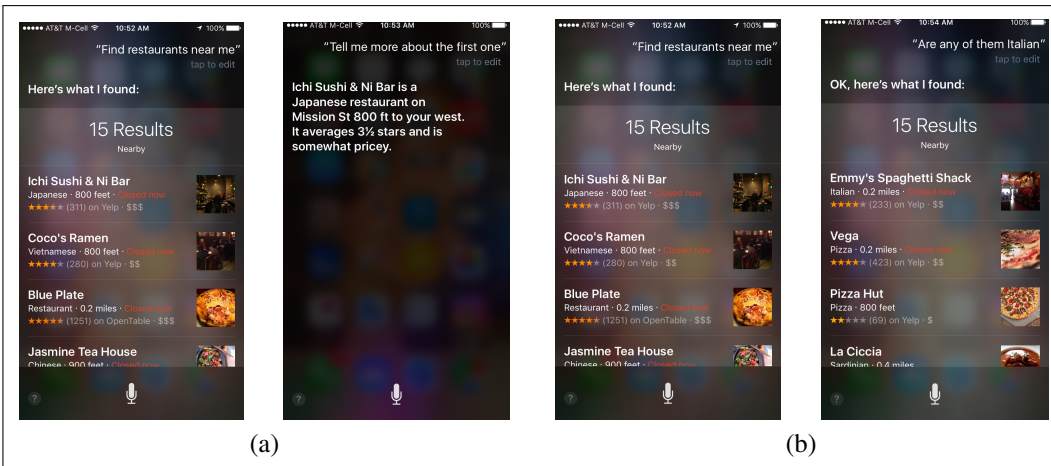 ●●●●● AT&T M-Cell 10:52 AM 100%
“Find restaurants near me”
tap to edit
Here's what I found:
15 Results
Nearby
Ichi Sushi & Ni Bar
Japanese · 800 feet · Closed now
(311) on Yelp · $$$
Coco's Ramen
Vietnamese · 800 feet · Closed now
(280) on Yelp · $$
Blue Plate
Restaurant · 0.2 miles · Closed now
(1251) on OpenTable · $$$
Jasmine Tea House
Chinese · 900 feet · Closed now
?
●●●●● AT&T M-Cell 10:53 AM 100%
“Tell me more about the first one”
tap to edit
Ichi Sushi & Ni Bar is a
Japanese restaurant on
Mission St 800 ft to your west.
It averages 3½ stars and is
somewhat pricey.
?
(a)
●●●●● AT&T M-Cell 10:52 AM 100%
“Find restaurants near me”
tap to edit
Here's what I found:
15 Results
Nearby
Ichi Sushi & Ni Bar
Japanese · 800 feet · Closed now
(311) on Yelp · $$$
Coco's Ramen
Vietnamese · 800 feet · Closed now
(280) on Yelp · $$
Blue Plate
Restaurant · 0.2 miles · Closed now
(1251) on OpenTable · $$$
Jasmine Tea House
Chinese · 900 feet · Closed now
?
●●●●● AT&T M-Cell 10:54 AM 100%
“Are any of them Italian”
tap to edit
OK, here's what I found:
15 Results
Nearby
Emmy's Spaghetti Shack
Italian · 0.2 miles · Closed now
(233) on Yelp · $$
Vega
Pizza · 0.2 miles · Closed now
(423) on Yelp · $$
Pizza Hut
Pizza · 800 feet
(69) on Yelp · $
La Ciccia
Sardinian · 0.4 miles
?
(b)